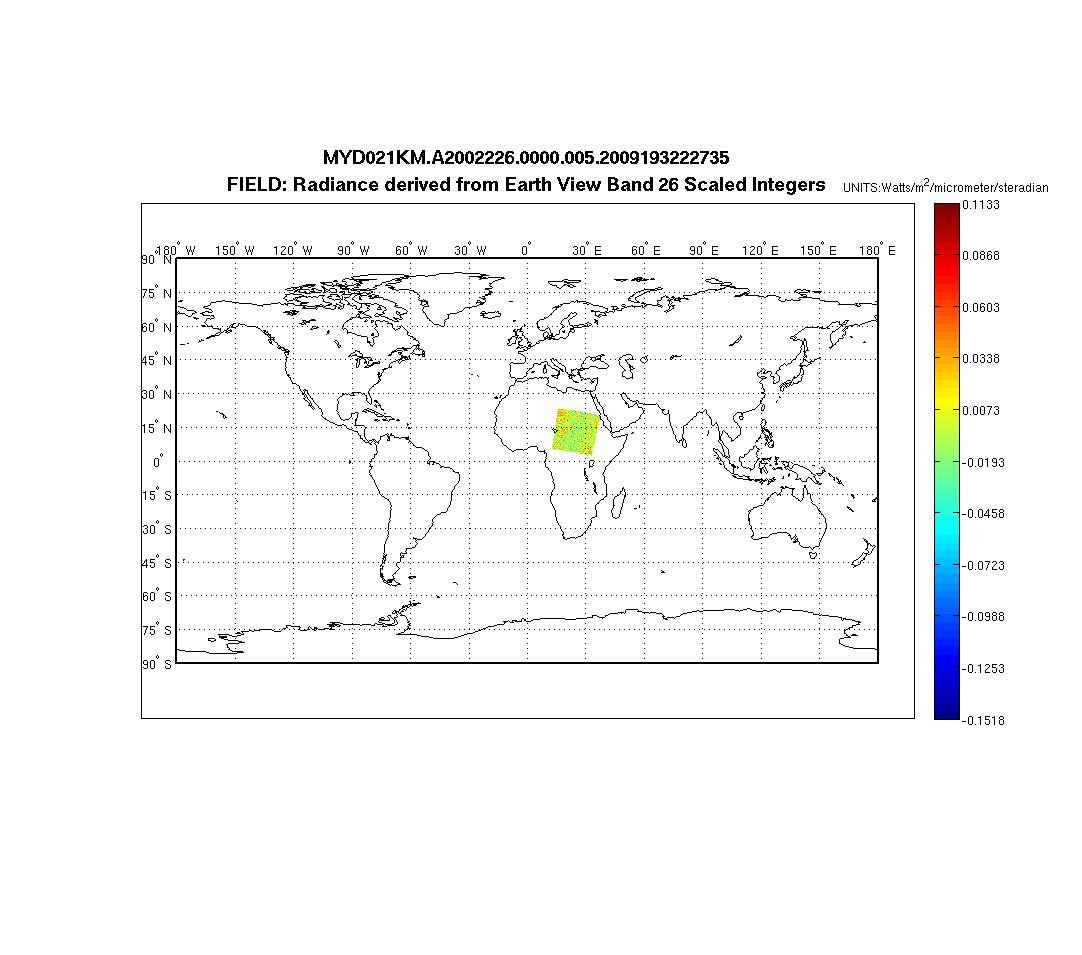 MYD021KM.A2002226.0000.005.2009193222735
FIELD: Radiance derived from Earth View Band 26 Scaled Integers
UNITS:Watts/m²/micrometer/steradian
180° W 150° W 120° W 90° W 60° W 30° W 0° 30° E 60° E 90° E 120° E 150° E 180° E
90° N
75° N
60° N
45° N
30° N
15° N
0°
15° S
30° S
45° S
60° S
75° S
90° S
0.1133
0.0868
0.0603
0.0338
0.0073
-0.0193
-0.0458
-0.0723
-0.0988
-0.1253
-0.1518